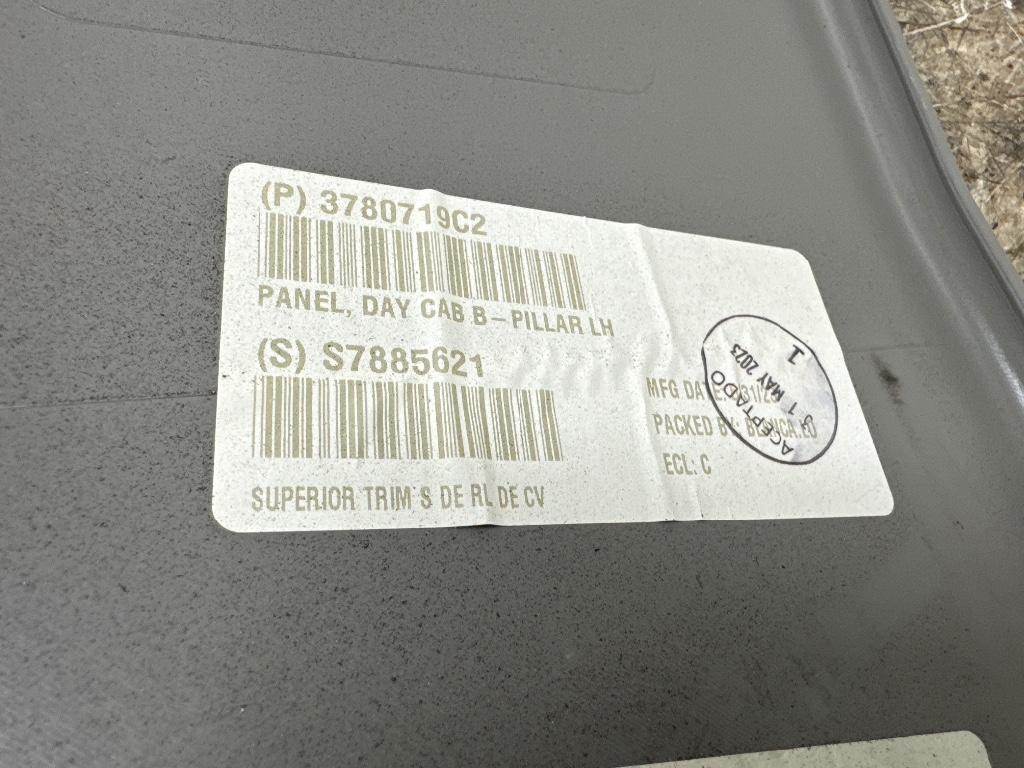 (P) 3780719C2
PANEL, DAY CAB B-PILLAR LH
(S) S7885621
SUPERIOR TRIM S DE RL DE CV
MFG DATE:
PACKED BY:
ECL: C
ACEPTADO
1 MAY 2023
1